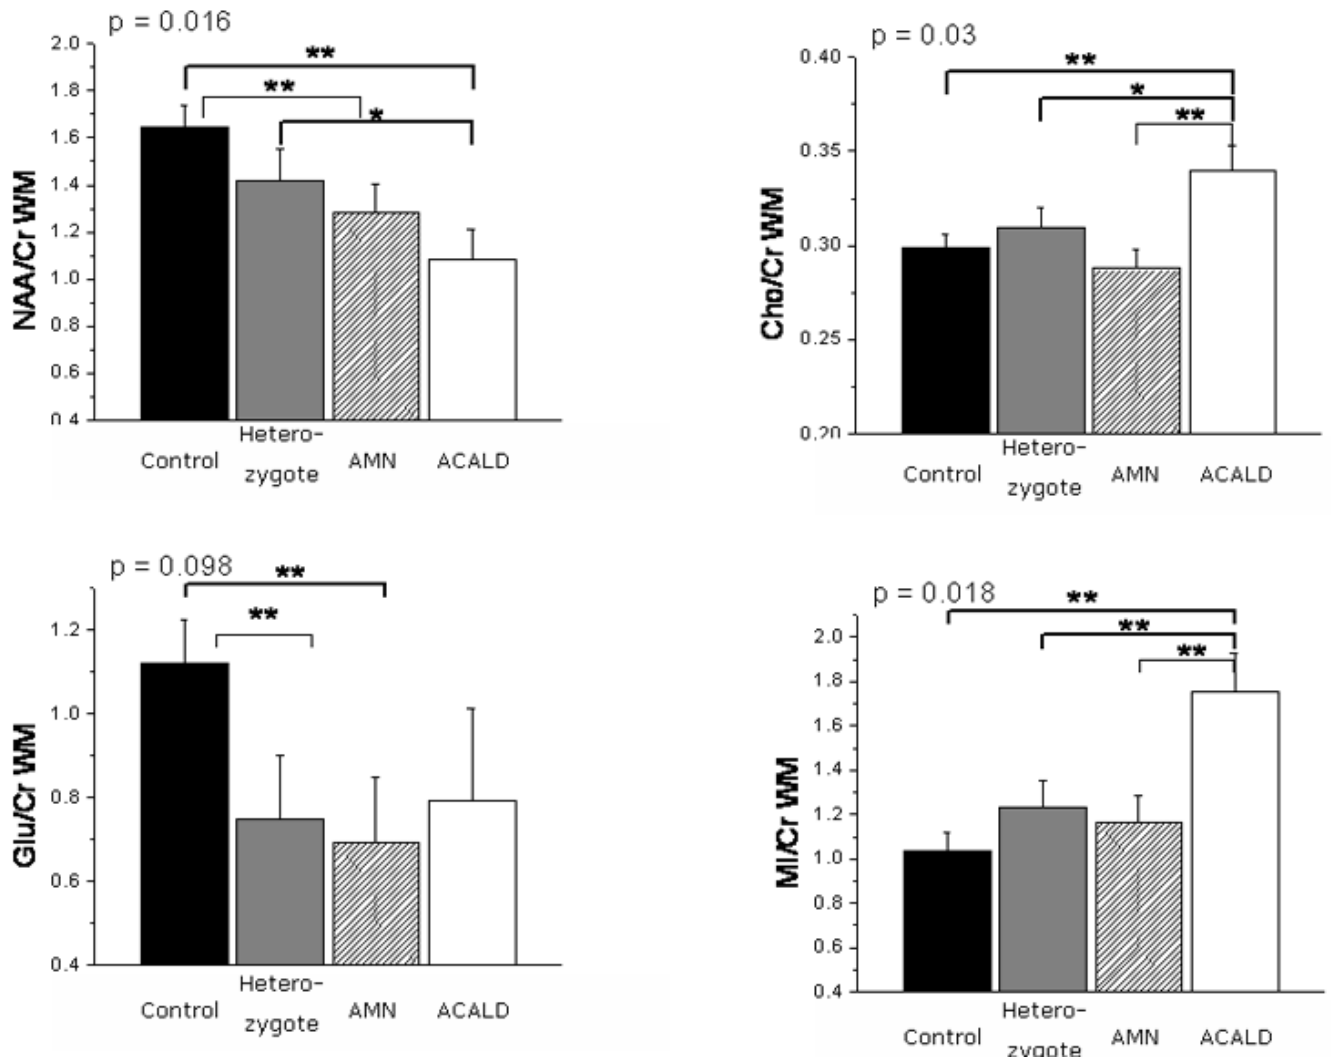 p = 0.016
**
**
*
2.0
1.8
1.6
1.4
1.2
1.0
0.8
0.6
0.4
NAA/Cr WM
Control
Hetero-
zygote
AMN
ACALD
p = 0.03
**
*
**
0.40
0.35
0.30
0.25
0.20
Cho/Cr WM
Control
Hetero-
zygote
AMN
ACALD
p = 0.098
**
**
1.2
1.0
0.8
0.6
0.4
Glu/Cr WM
Control
Hetero-
zygote
AMN
ACALD
p = 0.018
**
**
**
2.0
1.8
1.6
1.4
1.2
1.0
0.8
0.6
0.4
MI/Cr WM
Control
Hetero-
zygote
AMN
ACALD